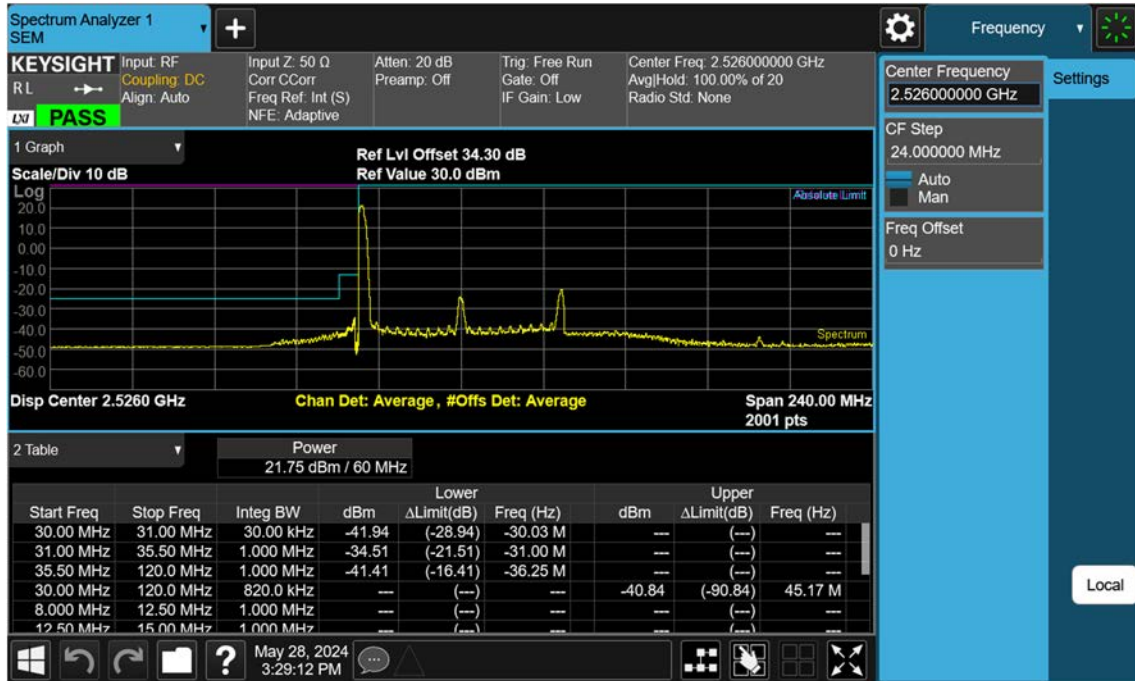 Spectrum Analyzer 1
SEM
Frequency
KEYSIGHT
RL
LXI PASS
Input: RF
Coupling: DC
Align: Auto
Input Z: 50 Ω
Corr CCorr
Freq Ref: Int (S)
NFE: Adaptive
Atten: 20 dB
Preamp: Off
Trig: Free Run
Gate: Off
IF Gain: Low
Center Freq: 2.526000000 GHz
Avg|Hold: 100.00% of 20
Radio Std: None
Center Frequency
2.526000000 GHz
Settings
CF Step
24.000000 MHz
Auto
Man
Freq Offset
0 Hz
Local
1 Graph
Scale/Div 10 dB
Ref Lvl Offset 34.30 dB
Ref Value 30.0 dBm
Log
Absolute Limit
20.0
10.0
0.00
-10.0
-20.0
-30.0
-40.0
-50.0
-60.0
Spectrum
Disp Center 2.5260 GHz
Chan Det: Average, #Offs Det: Average
Span 240.00 MHz
2001 pts
2 Table
Power
21.75 dBm / 60 MHz
Lower Upper
Start Freq Stop Freq Integ BW dBm ΔLimit(dB) Freq (Hz) dBm ΔLimit(dB) Freq (Hz)
30.00 MHz 31.00 MHz 30.00 kHz -41.94 (-28.94) -30.03 M --- (---) ---
31.00 MHz 35.50 MHz 1.000 MHz -34.51 (-21.51) -31.00 M --- (---) ---
35.50 MHz 120.0 MHz 1.000 MHz -41.41 (-16.41) -36.25 M --- (---) ---
30.00 MHz 120.0 MHz 820.0 kHz --- (---) --- -40.84 (-90.84) 45.17 M
8.000 MHz 12.50 MHz 1.000 MHz --- (---) --- --- (---) ---
12.50 MHz 15.00 MHz 1.000 MHz --- (---) --- --- (---) ---
May 28, 2024
3:29:12 PM